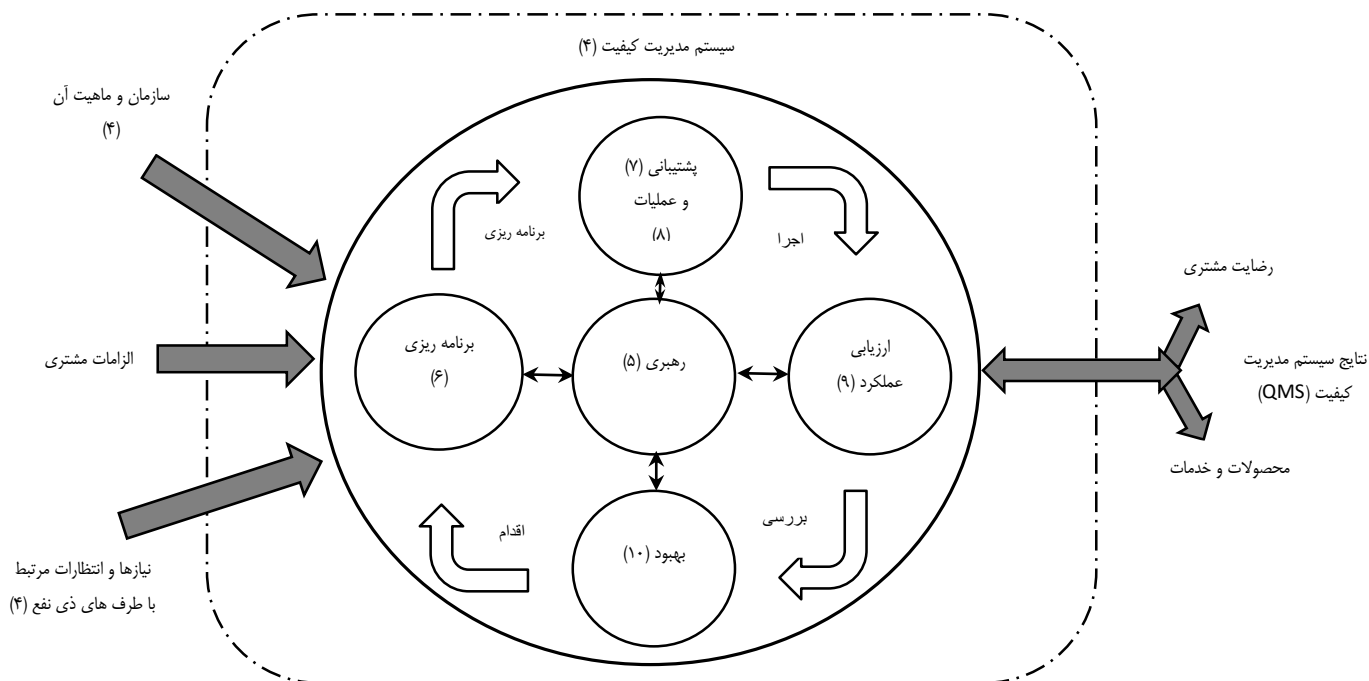 سیستم مدیریت کیفیت (۴)
سازمان و ماهیت آن
(۴)
الزامات مشتری
نیازها و انتظارات مرتبط
با طرف های ذی نفع (۴)
پشتیبانی (۷)
و عملیات
(۸)
برنامه ریزی
اجرا
برنامه ریزی
(۶)
رهبری (۵)
ارزیابی
عملکرد (۹)
اقدام
بررسی
بهبود (۱۰)
رضایت مشتری
نتایج سیستم مدیریت
کیفیت (QMS)
محصولات و خدمات